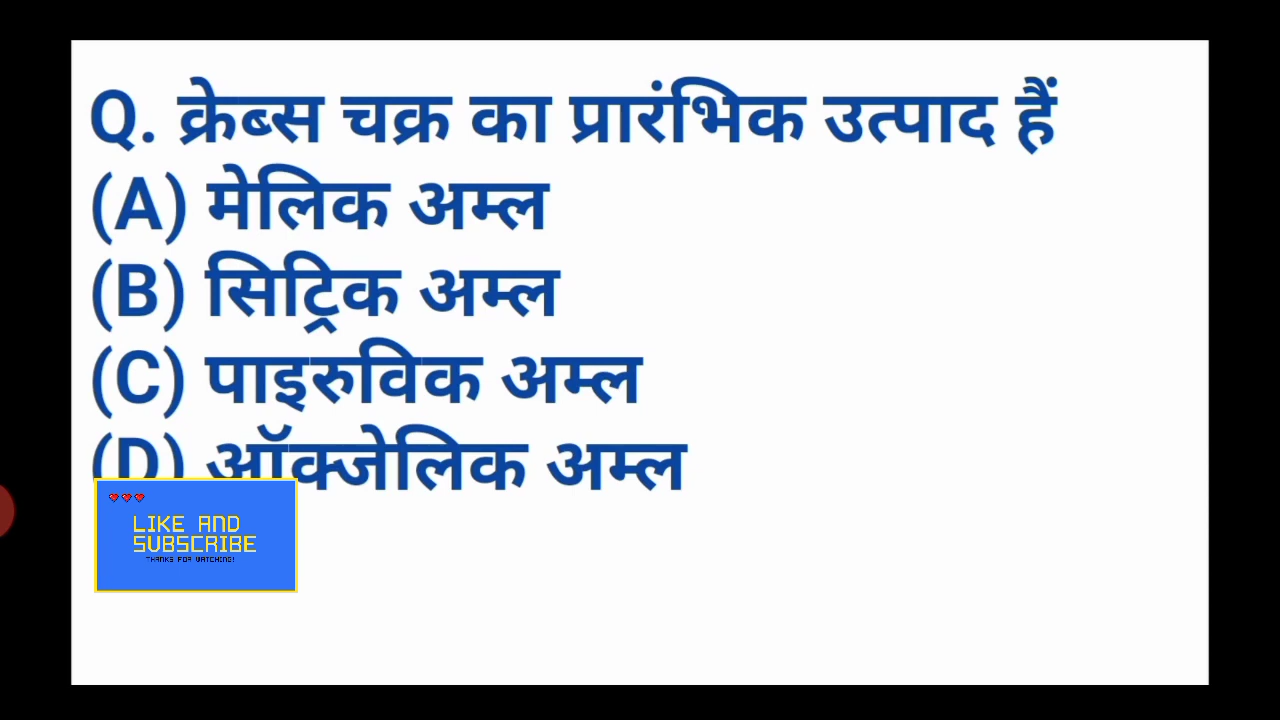 Q. क्रेब्स चक्र का प्रारंभिक उत्पाद हैं
(A) मेलिक अम्ल
(B) सिट्रिक अम्ल
(C) पाइरुविक अम्ल
(D) ऑक्जेलिक अम्ल
LIKE AND
SUBSCRIBE
THANKS FOR WATCHING!